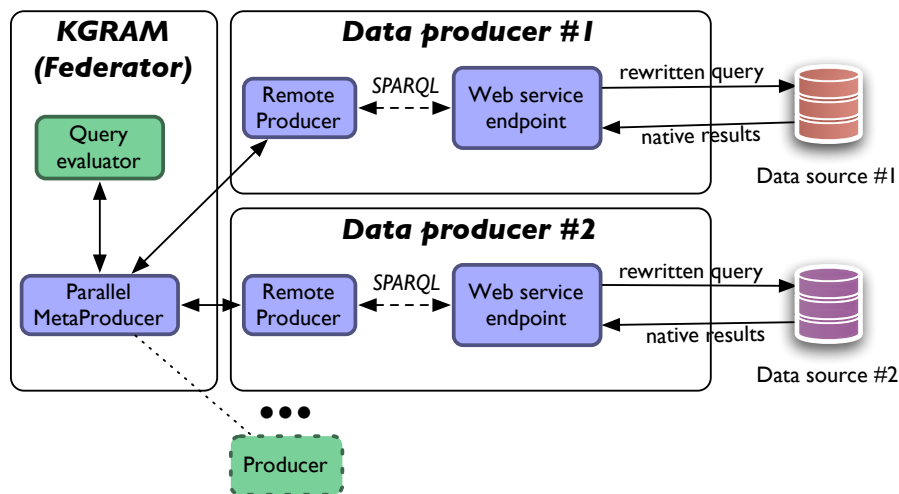 KGRAM
(Federator)
Query
evaluator
Parallel
MetaProducer
Data producer #1
Remote
Producer
SPARQL
Web service
endpoint
rewritten query
native results
Data source #1
Data producer #2
Remote
Producer
SPARQL
Web service
endpoint
rewritten query
native results
Data source #2
Producer